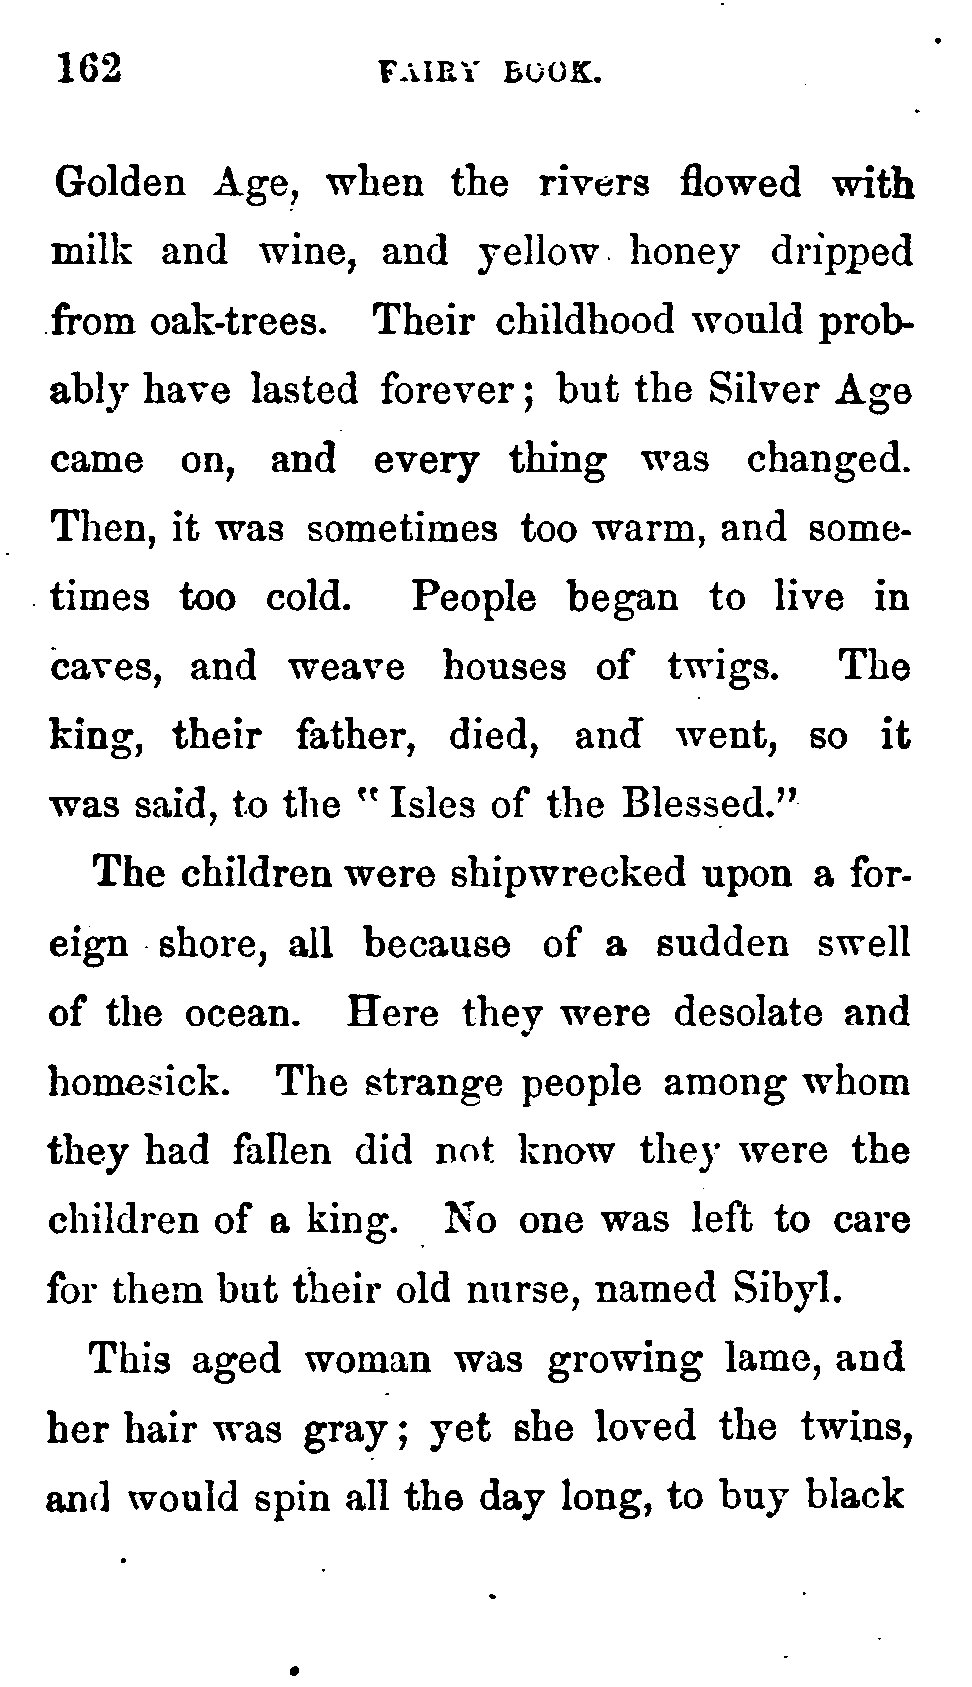 162 FAIRY BOOK.
Golden Age, when the rivers flowed with
milk and wine, and yellow honey dripped
from oak-trees. Their childhood would prob-
ably have lasted forever; but the Silver Age
came on, and every thing was changed.
Then, it was sometimes too warm, and some-
times too cold. People began to live in
caves, and weave houses of twigs. The
king, their father, died, and went, so it
was said, to the "Isles of the Blessed."
The children were shipwrecked upon a for-
eign shore, all because of a sudden swell
of the ocean. Here they were desolate and
homesick. The strange people among whom
they had fallen did not know they were the
children of a king. No one was left to care
for them but their old nurse, named Sibyl.
This aged woman was growing lame, and
her hair was gray; yet she loved the twins,
and would spin all the day long, to buy black